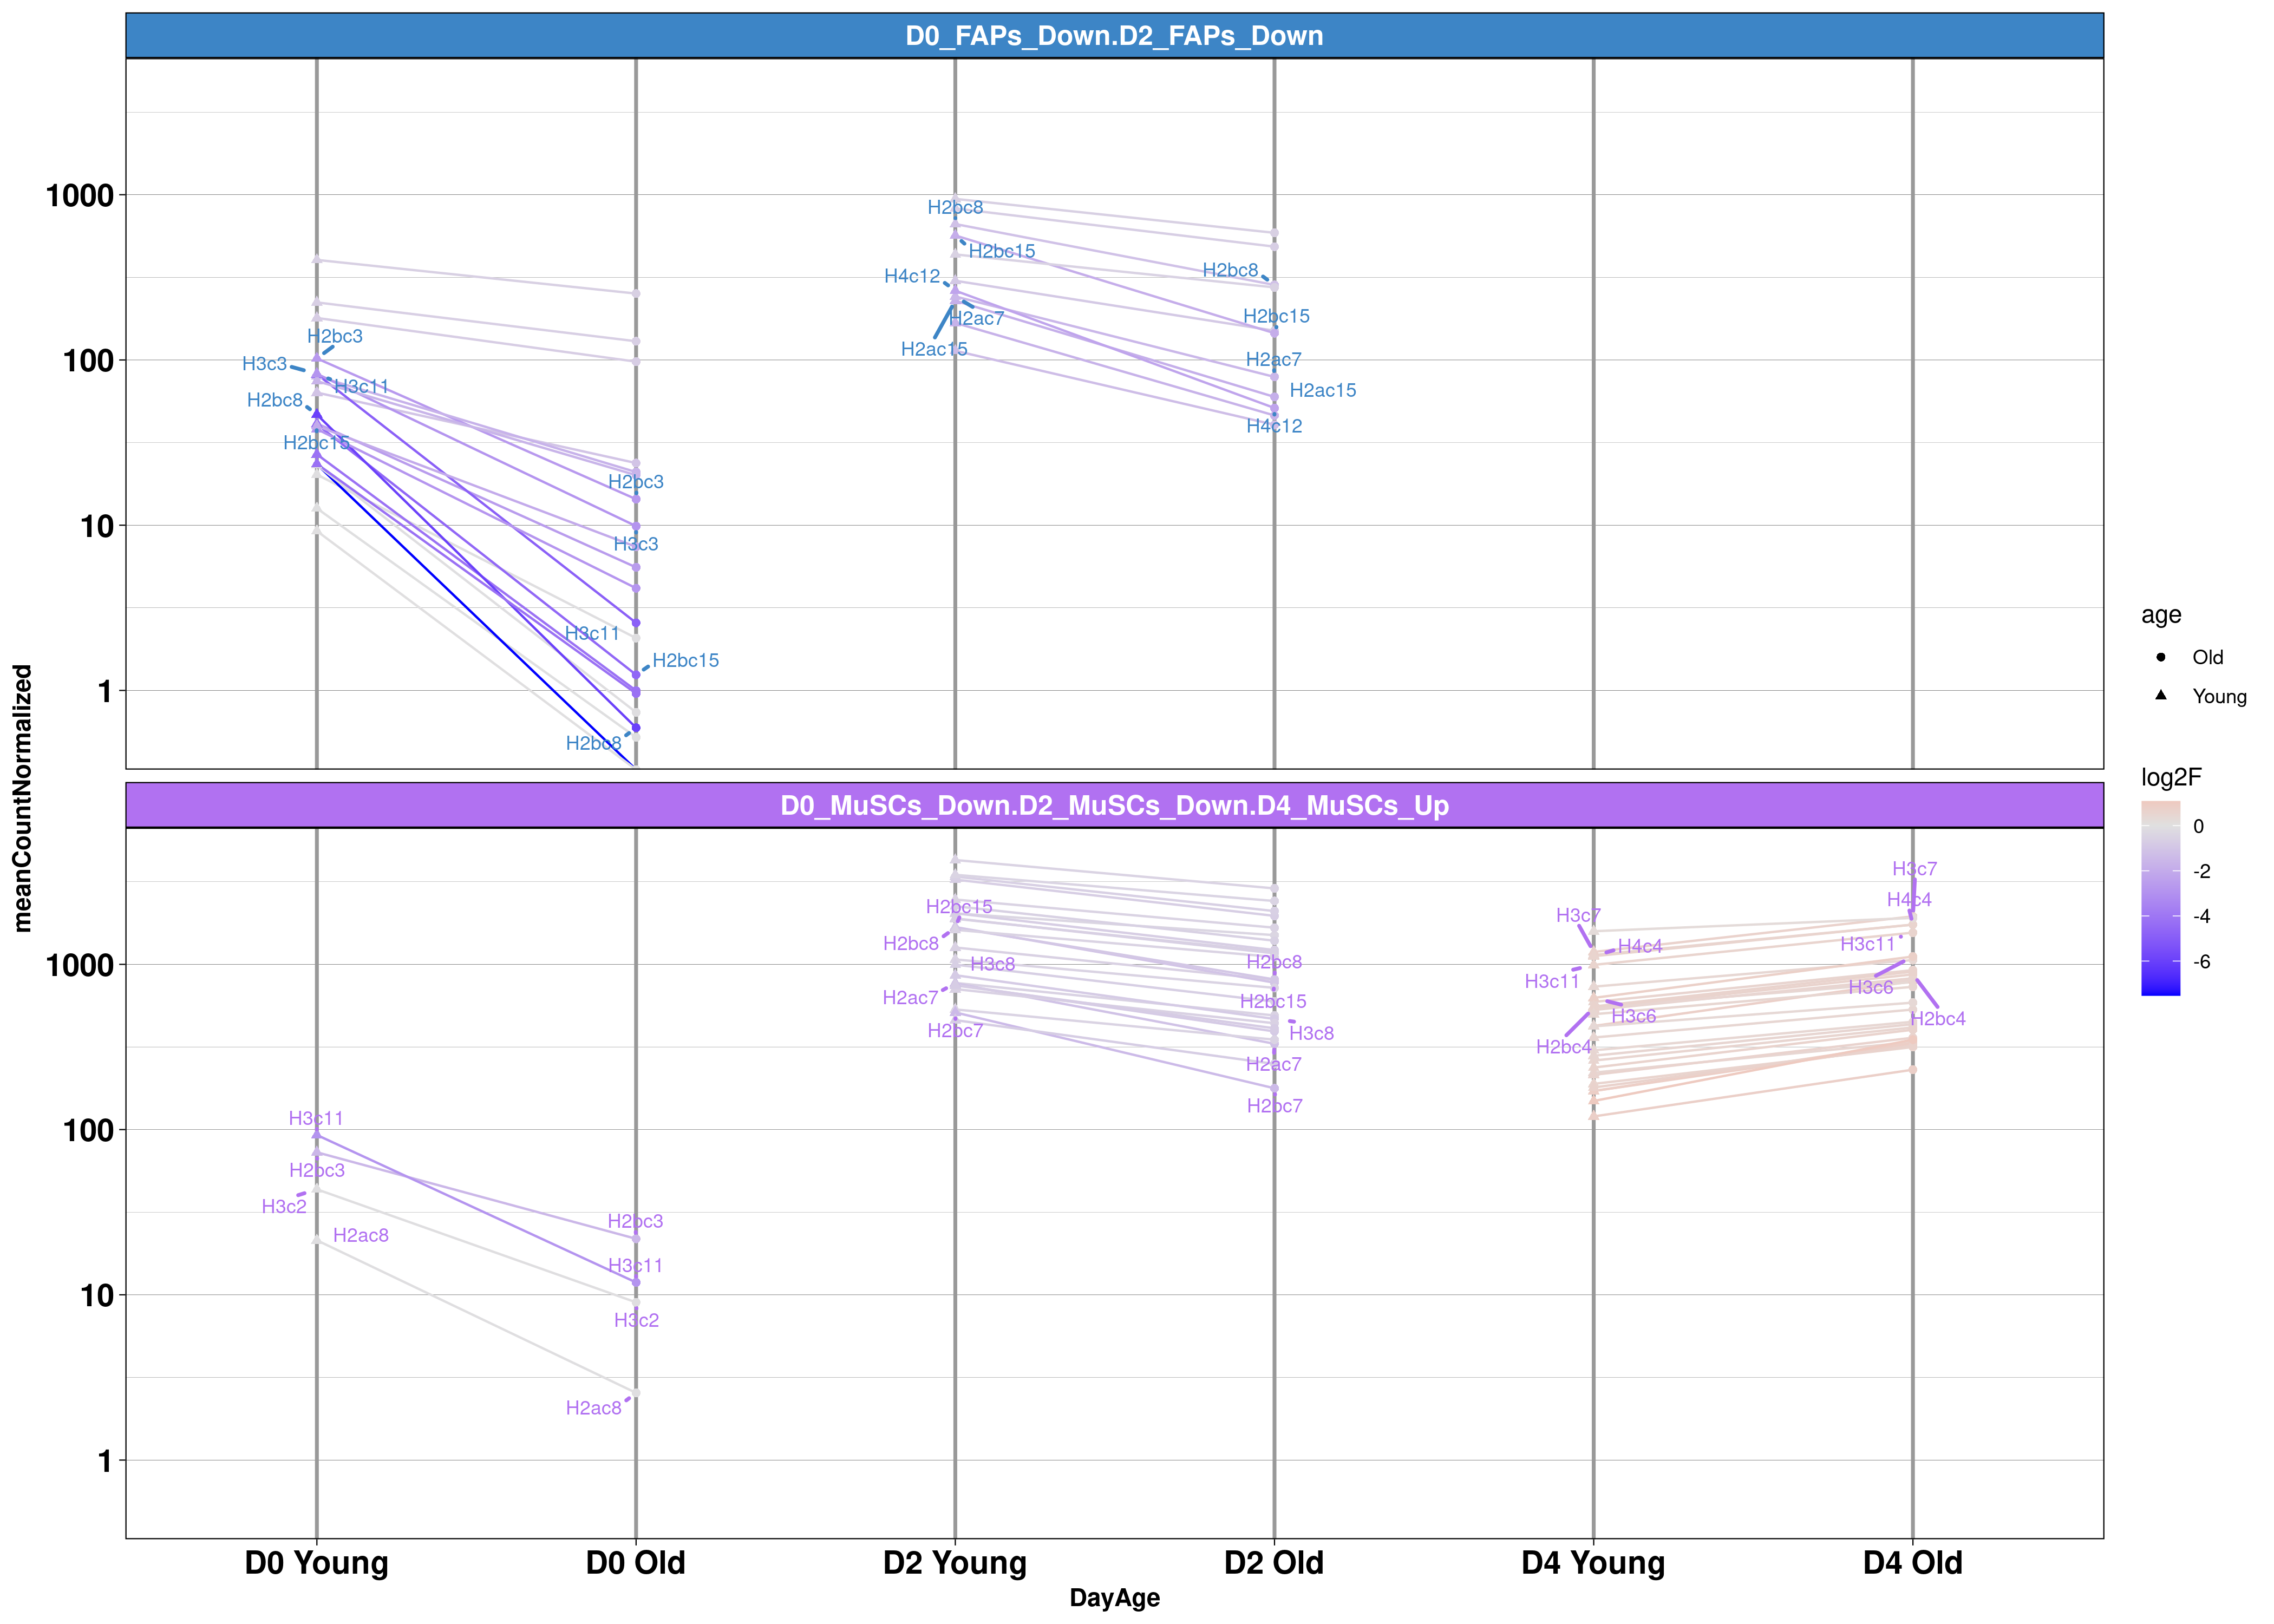 D0_FAPs_Down.D2_FAPs_Down
1000
100
10
1
H2bc3
H3c3
H3c11
H2bc8
H2bc15
H2bc3
H3c3
H3c11
H2bc15
H2bc8
H2bc8
H2bc15
H4c12
H2ac7
H2ac15
H2bc8
H2bc15
H2ac7
H2ac15
H4c12
meanCountNormalized
D0_MuSCs_Down.D2_MuSCs_Down.D4_MuSCs_Up
1000
100
10
1
H3c11
H2bc3
H3c2
H2ac8
H2bc3
H3c11
H3c2
H2ac8
H2bc15
H2bc8
H3c8
H2ac7
H2bc7
H2bc8
H2bc15
H3c8
H2ac7
H2bc7
H3c7
H4c4
H3c11
H3c6
H2bc4
H3c7
H4c4
H3c11
H3c6
H2bc4
D0 Young
D0 Old
D2 Young
D2 Old
D4 Young
D4 Old
DayAge
age
Old
Young
log2F
0
-2
-4
-6